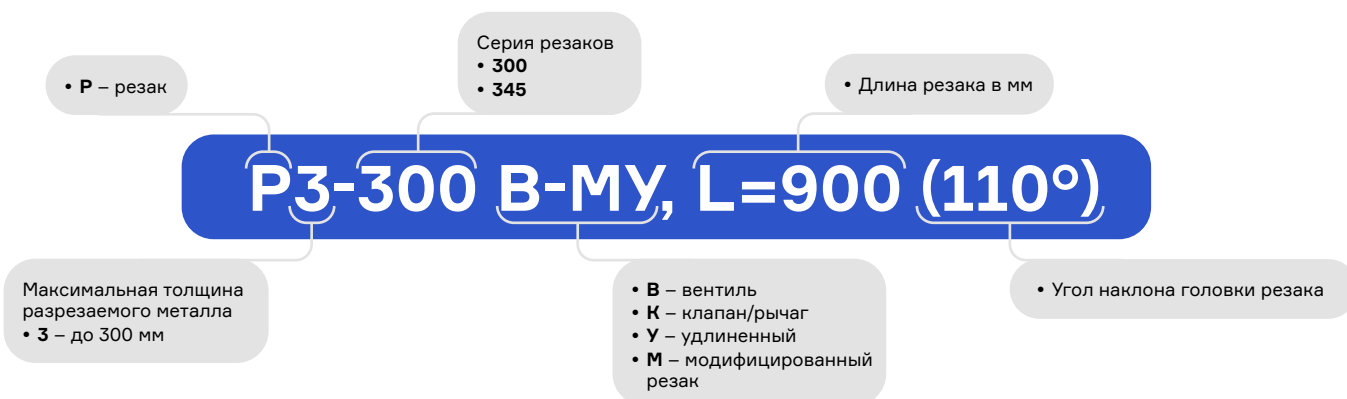 • Р – резак
Серия резаков
• 300
• 345
• Длина резака в мм
Р3-300 В-МУ, L=900 (110°)
Максимальная толщина
разрезаемого металла
• 3 – до 300 мм
• В – вентиль
• К – клапан/рычаг
• У – удлиненный
• М – модифицированный
резак
• Угол наклона головки резака